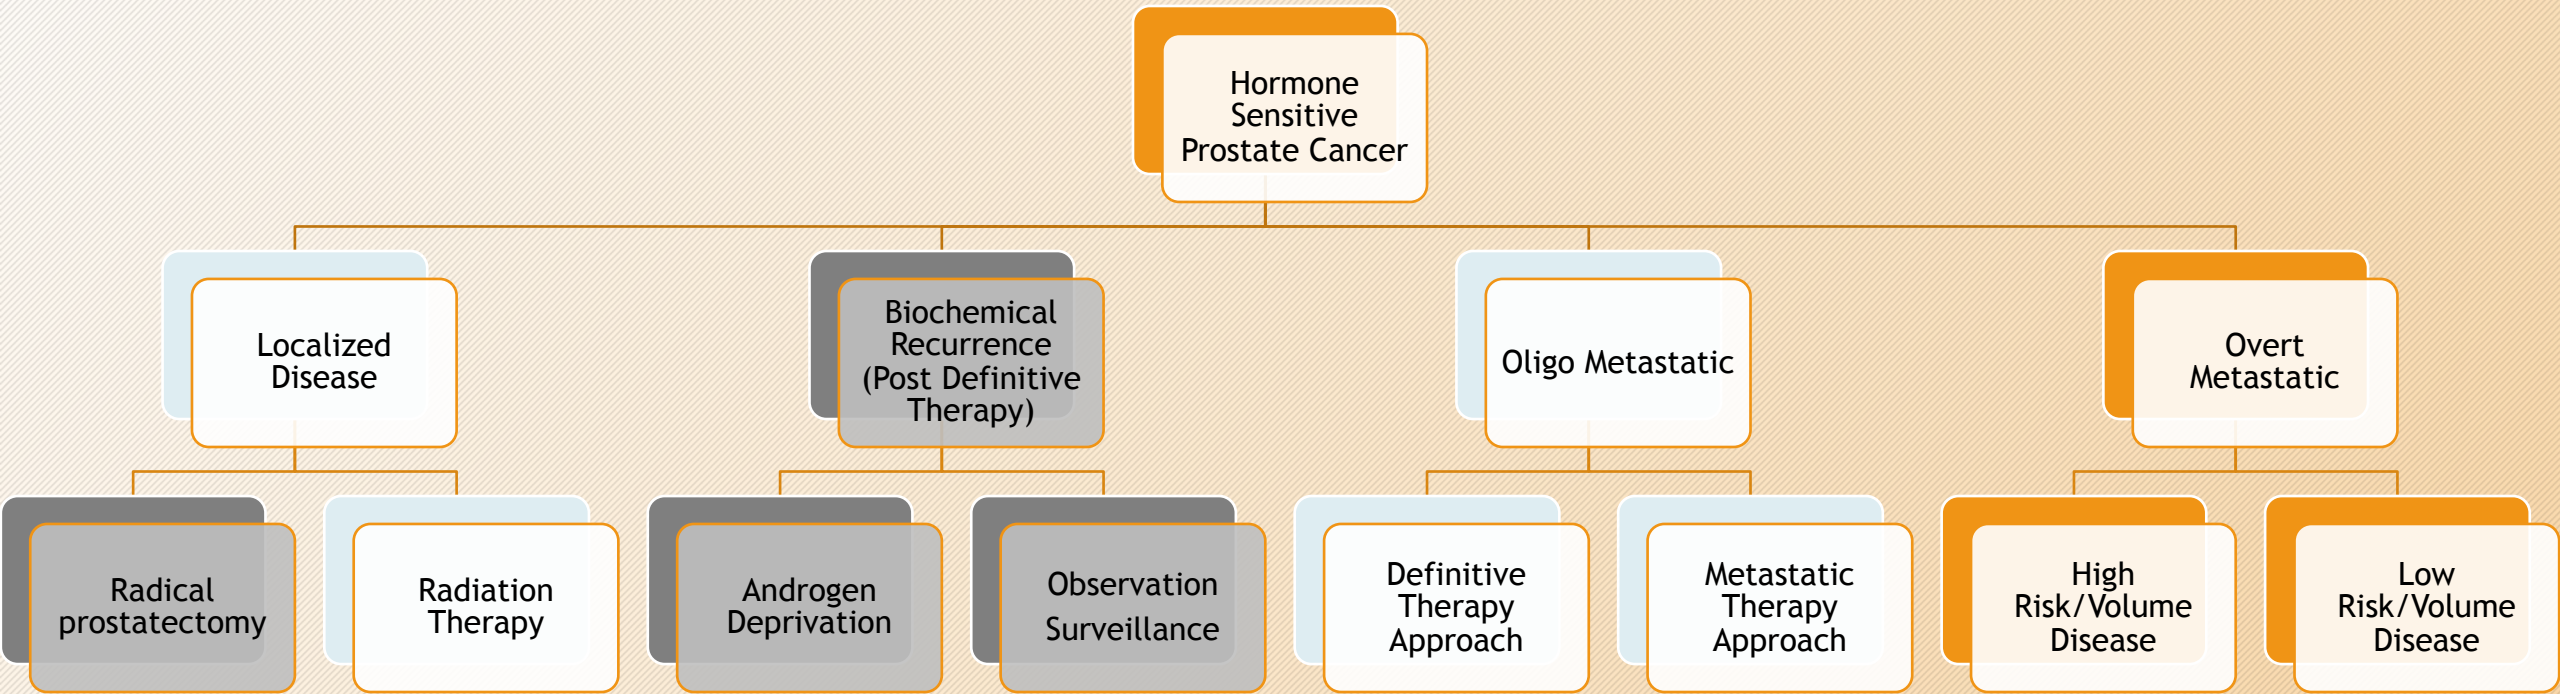 Hormone
Sensitive
Prostate Cancer
Localized
Disease
Biochemical
Recurrence
(Post Definitive
Therapy)
Oligo Metastatic
Overt
Metastatic
Radical
prostatectomy
Radiation
Therapy
Androgen
Deprivation
Observation
Surveillance
Definitive
Therapy
Approach
Metastatic
Therapy
Approach
High
Risk/Volume
Disease
Low
Risk/Volume
Disease